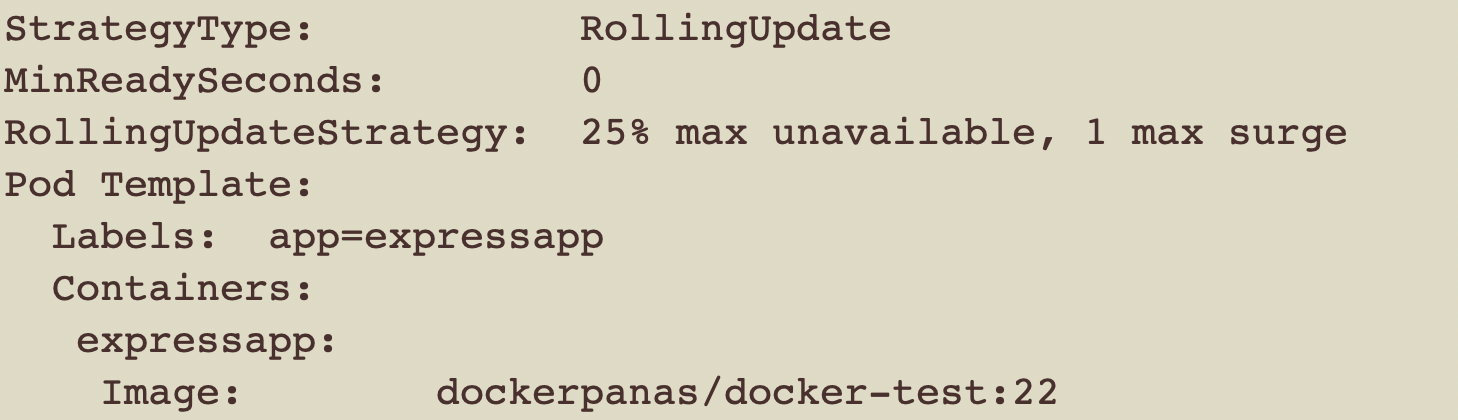 StrategyType:           RollingUpdate
MinReadySeconds:        0
RollingUpdateStrategy:  25% max unavailable, 1 max surge
Pod Template:
  Labels:  app=expressapp
  Containers:
   expressapp:
    Image:        dockerpanas/docker-test:22